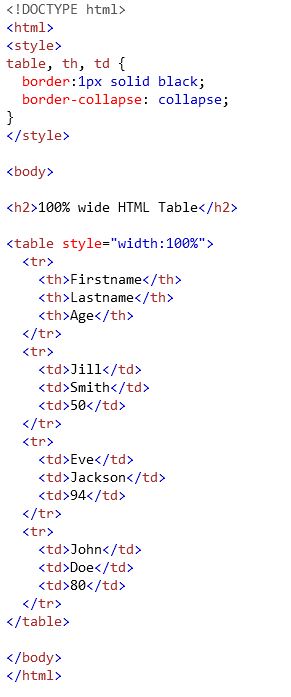 <!DOCTYPE html>
<html>
<style>
table, th, td {
  border:1px solid black;
  border-collapse: collapse;
}
</style>

<body>

<h2>100% wide HTML Table</h2>

<table style="width:100%">
  <tr>
    <th>Firstname</th>
    <th>Lastname</th>
    <th>Age</th>
  </tr>
  <tr>
    <td>Jill</td>
    <td>Smith</td>
    <td>50</td>
  </tr>
  <tr>
    <td>Eve</td>
    <td>Jackson</td>
    <td>94</td>
  </tr>
  <tr>
    <td>John</td>
    <td>Doe</td>
    <td>80</td>
  </tr>
</table>

</body>
</html>